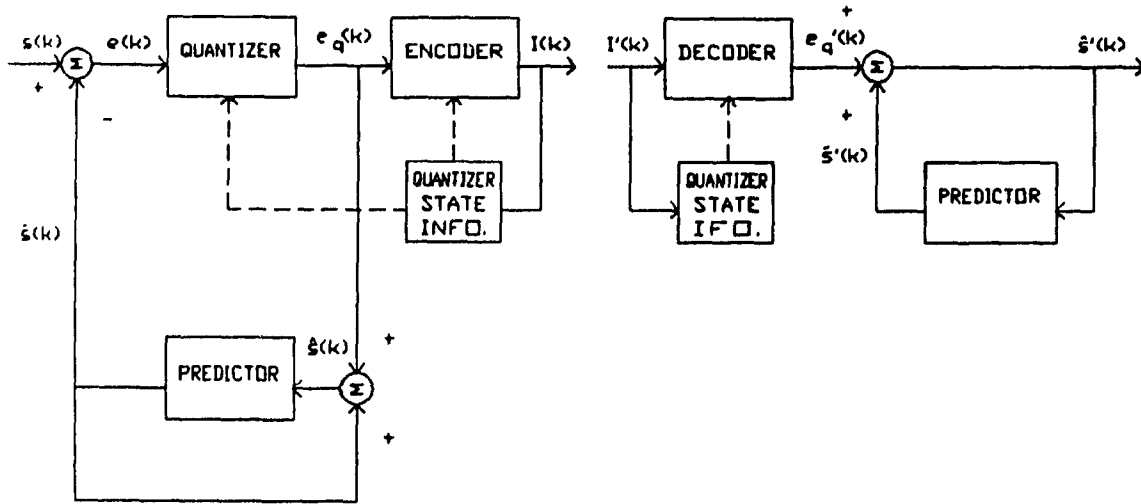 s(k) e(k) QUANTIZER e_q(k) ENCODER I(k) I'(k) DECODER e_q'(k) + ŝ'(k)
Σ Σ
+
- +
s̃'(k)
QUANTIZER
STATE
INFO.
QUANTIZER
STATE
IFO.
PREDICTOR
s̃(k)
ŝ(k) +
PREDICTOR Σ
+